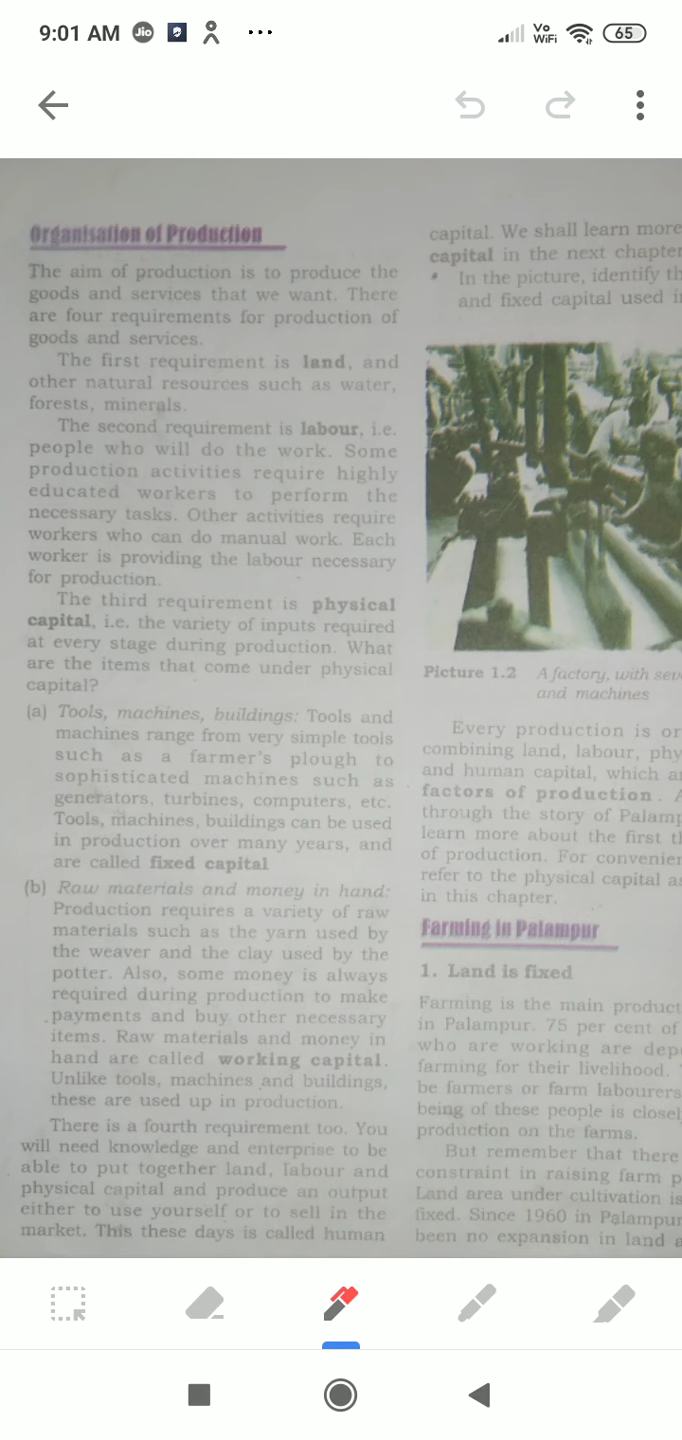 9:01 AM
Jio
Vo
WiFi
65
Organisation of Production
The aim of production is to produce the
goods and services that we want. There
are four requirements for production of
goods and services.
The first requirement is land, and
other natural resources such as water,
forests, minerals.
The second requirement is labour, i.e.
people who will do the work. Some
production activities require highly
educated workers to perform the
necessary tasks. Other activities require
workers who can do manual work. Each
worker is providing the labour necessary
for production.
The third requirement is physical
capital, i.e. the variety of inputs required
at every stage during production. What
are the items that come under physical
capital?
(a) Tools, machines, buildings: Tools and
machines range from very simple tools
such as a farmer's plough to
sophisticated machines such as
generators, turbines, computers, etc.
Tools, machines, buildings can be used
in production over many years, and
are called fixed capital
(b) Raw materials and money in hand:
Production requires a variety of raw
materials such as the yarn used by
the weaver and the clay used by the
potter. Also, some money is always
required during production to make
payments and buy other necessary
items. Raw materials and money in
hand are called working capital.
Unlike tools, machines and buildings,
these are used up in production.
There is a fourth requirement too. You
will need knowledge and enterprise to be
able to put together land, labour and
physical capital and produce an output
either to use yourself or to sell in the
market. This these days is called human
capital. We shall learn more
capital in the next chapter
• In the picture, identify
and fixed capital used
Picture 1.2 A factory, with
and machines
Every production is
combining land, labour,
and human capital, which
factors of production.
through the story of
learn more about the first
of production. For
refer to the physical capital
in this chapter.
Farming in Palampur
1. Land is fixed
Farming is the main
in Palampur. 75 per cent of
who are working are
farming for their livelihood.
be farmers or farm labourers
being of these people is
production on the farms.
But remember that there
constraint in raising farm
Land area under cultivation
fixed. Since 1960 in Palampur
been no expansion in land